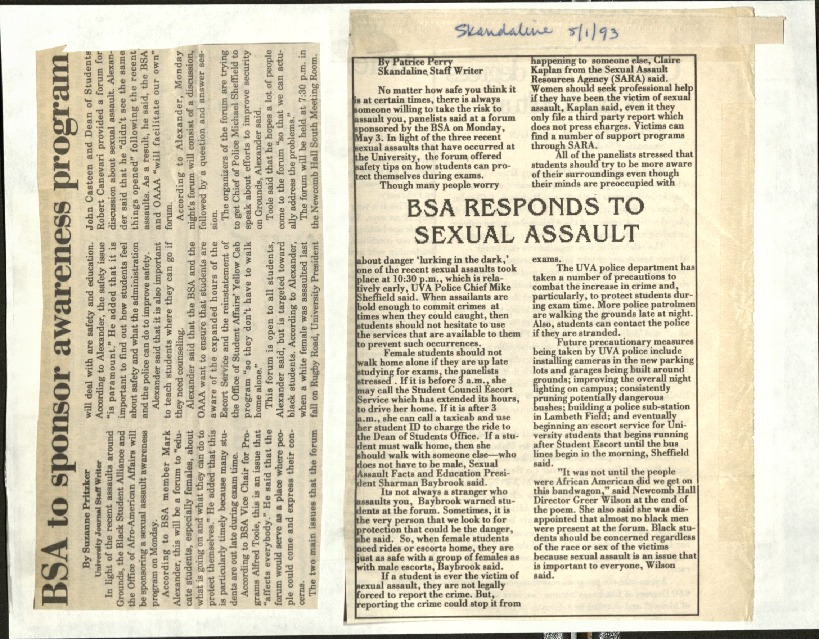 BSA to sponsor awareness program
By Suzanne Pritzker
University Journal Staff Writer
In light of the recent assaults around
Grounds, the Black Student Alliance and
the Office of Afro-American Affairs will
be sponsoring a sexual assault awareness
program on Monday.
According to BSA member Mark
Alexander, this will be a forum to "edu-
cate students, especially females, about
what is going on and what they can do to
protect themselves." He added that this
is particularly timely because many stu-
dents are out late during exam time.
According to BSA Vice Chair for Pro-
grams Alfred Toole, this is an issue that
"affects everybody." He said that the
forum would serve as a place where peo-
ple could come and express their con-
cerns.
The two main issues that the forum
will deal with are safety and education.
According to Alexander, the safety issue
"is paramount." He added that it is
important to find out how students feel
about safety and what the administration
and the police can do to improve safety.
Alexander said that it is also important
to teach students where they can go if
they need counseling.
Alexander said that the BSA and the
OAAA want to ensure that students are
aware of the expanded hours of the
Escort Service and the reinstatement of
the Office of Student Affairs' Yellow Cab
program "so they don't have to walk
home alone."
This forum is open to all students,
Alexander said, but is targeted toward
black students. According to Alexander,
when a white female was assaulted last
fall on Rugby Road, University President
John Casteen and Dean of Students
Robert Canevari provided a forum for
discussion about sexual assault. Alexan-
der said that he "didn't see the same
things opened" following the recent
assaults. As a result, he said, the BSA
and OAAA "will facilitate our own"
forum.
According to Alexander, Monday
night's forum will consist of a discussion,
followed by a question and answer ses-
sion.
The organizers of the forum are trying
to get Chief of Police Michael Sheffield to
speak about efforts to improve security
on Grounds, Alexander said.
Toole said that he hopes a lot of people
come to the forum "so that we can actu-
ally address the problems."
The forum will be held at 7:30 p.m. in
the Newcomb Hall South Meeting Room.
Skandaline 5/1/93
By Patrice Perry
Skandaline Staff Writer
No matter how safe you think it
is at certain times, there is always
someone willing to take the risk to
assault you, panelists said at a forum
sponsored by the BSA on Monday,
May 3. In light of the three recent
sexual assaults that have occurred at
the University, the forum offered
safety tips on how students can pro-
tect themselves during exams.
Though many people worry
happening to someone else, Claire
Kaplan from the Sexual Assault
Resources Agency (SARA) said.
Women should seek professional help
if they have been the victim of sexual
assault, Kaplan said, even it they
only file a third party report which
does not press charges. Victims can
find a number of support programs
through SARA.
All of the panelists stressed that
students should try to be more aware
of their surroundings even though
their minds are preoccupied with
BSA RESPONDS TO
SEXUAL ASSAULT
about danger 'lurking in the dark,'
one of the recent sexual assaults took
place at 10:30 p.m., which is rela-
tively early, UVA Police Chief Mike
Sheffield said. When assailants are
bold enough to commit crimes at
times when they could caught, then
students should not hesitate to use
the services that are available to them
to prevent such occurrences.
Female students should not
walk home alone if they are up late
studying for exams, the panelists
stressed . If it is before 3 a.m., she
may call the Student Council Escort
Service which has extended its hours,
to drive her home. If it is after 3
a.m., she can call a taxicab and use
her student ID to charge the ride to
the Dean of Students Office. If a stu-
dent must walk home, then she
should walk with someone else—who
does not have to be male, Sexual
Assault Facts and Education Presi-
dent Sharman Baybrook said.
Its not always a stranger who
assaults you, Baybrook warned stu-
dents at the forum. Sometimes, it is
the very person that we look to for
protection that could be the danger,
she said. So, when female students
need rides or escorts home, they are
just as safe with a group of females as
with male escorts, Baybrook said.
If a student is ever the victim of
sexual assault, they are not legally
forced to report the crime. But,
reporting the crime could stop it from
exams.
The UVA police department has
taken a number of precautions to
combat the increase in crime and,
particularly, to protect students dur-
ing exam time. More police patrolmen
are walking the grounds late at night.
Also, students can contact the police
if they are stranded.
Future precautionary measures
being taken by UVA police include
installing cameras in the new parking
lots and garages being built around
grounds; improving the overall night
lighting on campus; consistently
pruning potentially dangerous
bushes; building a police sub-station
in Lambeth Field; and eventually
beginning an escort service for Uni-
versity students that begins running
after Student Escort until the bus
lines begin in the morning, Sheffield
said.
"It was not until the people
were African American did we get on
this bandwagon," said Newcomb Hall
Director Greer Wilson at the end of
the poem. She also said she was dis-
appointed that almost no black men
were present at the forum. Black stu-
dents should be concerned regardless
of the race or sex of the victims
because sexual assault is an issue that
is important to everyone, Wilson
said.